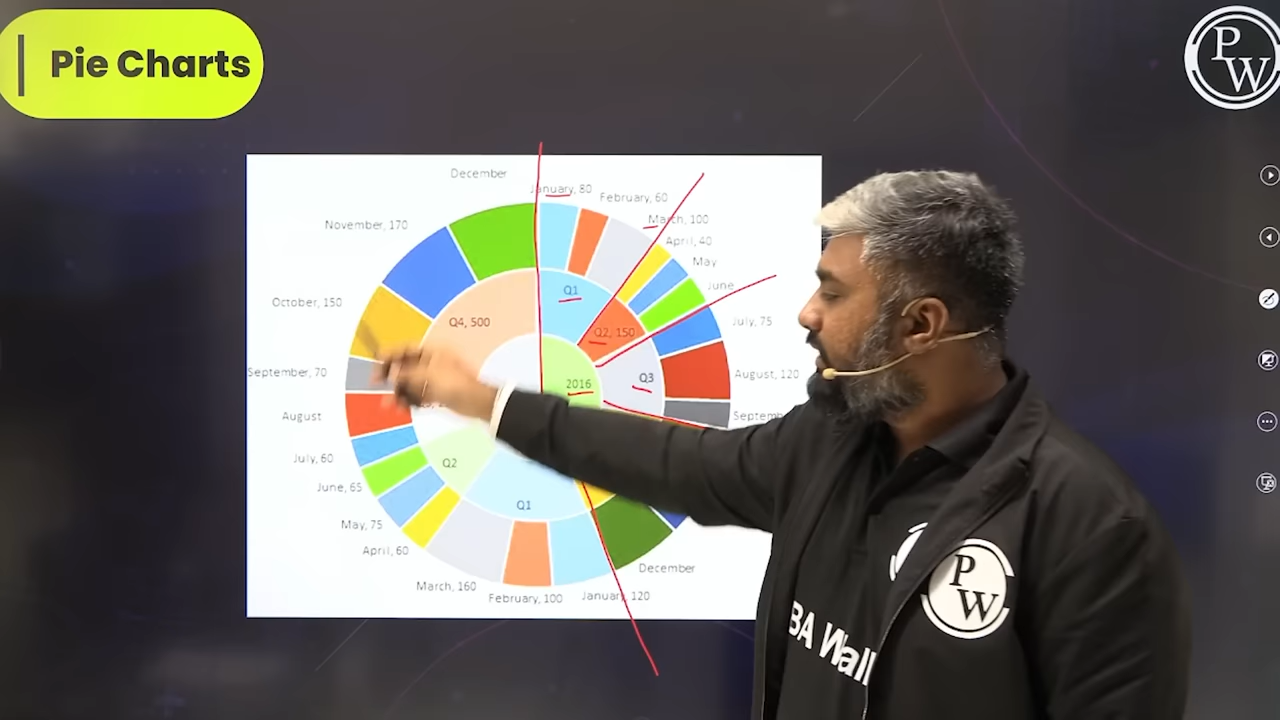 Pie Charts
PW
December
January, 80
February, 60
March, 100
April, 40
May
June
July, 75
August, 120
Septemb
November, 170
October, 150
September, 70
August
July, 60
June, 65
May, 75
April, 60
March, 160
February, 100
January, 120
December
Q1
Q2, 150
Q3
Q4, 500
2016
Q2
Q1
PW
BA Wall